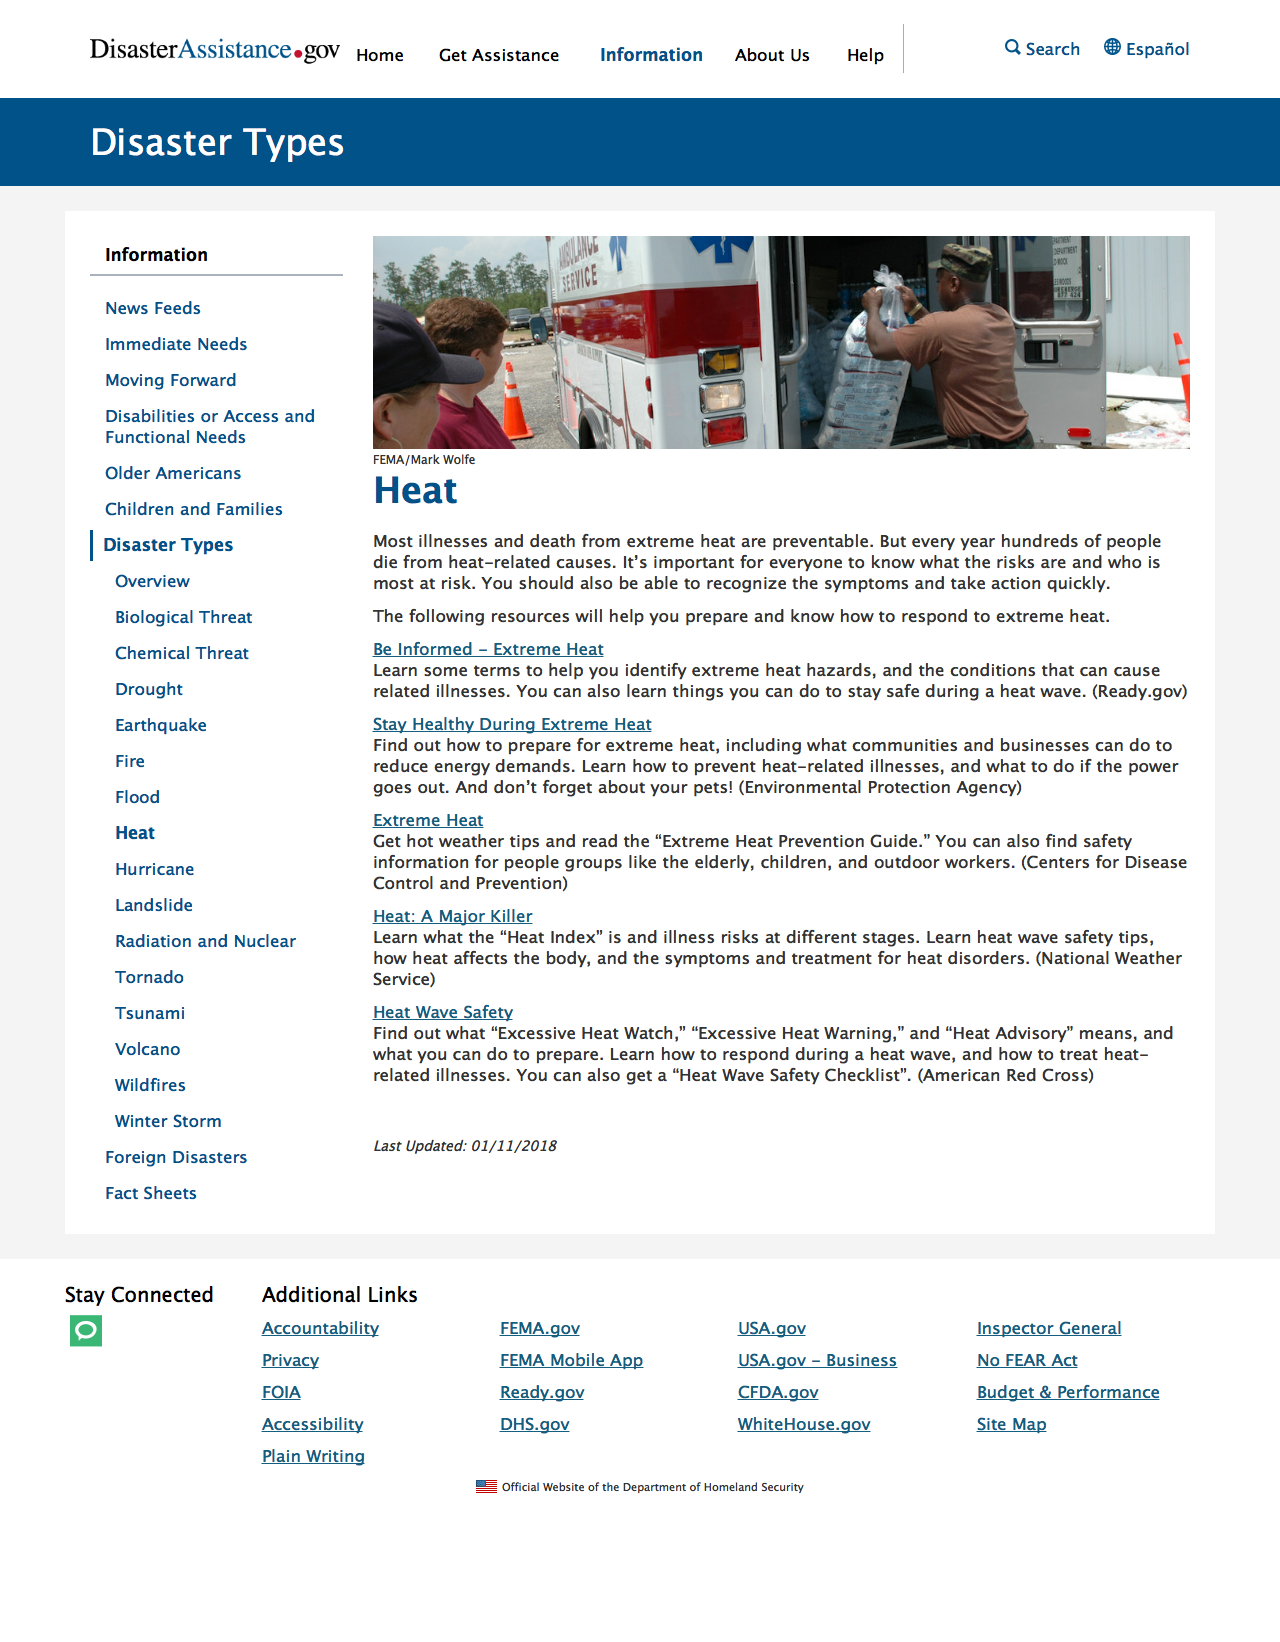 DisasterAssistance.gov
Home
Get Assistance
Information
About Us
Help
Search
Español
Disaster Types
Information
News Feeds
Immediate Needs
Moving Forward
Disabilities or Access and
Functional Needs
Older Americans
Children and Families
Disaster Types
Overview
Biological Threat
Chemical Threat
Drought
Earthquake
Fire
Flood
Heat
Hurricane
Landslide
Radiation and Nuclear
Tornado
Tsunami
Volcano
Wildfires
Winter Storm
Foreign Disasters
Fact Sheets
AMBULANCE
SERVICE
FEMA/Mark Wolfe
Heat
Most illnesses and death from extreme heat are preventable. But every year hundreds of people
die from heat-related causes. It’s important for everyone to know what the risks are and who is
most at risk. You should also be able to recognize the symptoms and take action quickly.
The following resources will help you prepare and know how to respond to extreme heat.
Be Informed - Extreme Heat
Learn some terms to help you identify extreme heat hazards, and the conditions that can cause
related illnesses. You can also learn things you can do to stay safe during a heat wave. (Ready.gov)
Stay Healthy During Extreme Heat
Find out how to prepare for extreme heat, including what communities and businesses can do to
reduce energy demands. Learn how to prevent heat-related illnesses, and what to do if the power
goes out. And don’t forget about your pets! (Environmental Protection Agency)
Extreme Heat
Get hot weather tips and read the “Extreme Heat Prevention Guide.” You can also find safety
information for people groups like the elderly, children, and outdoor workers. (Centers for Disease
Control and Prevention)
Heat: A Major Killer
Learn what the “Heat Index” is and illness risks at different stages. Learn heat wave safety tips,
how heat affects the body, and the symptoms and treatment for heat disorders. (National Weather
Service)
Heat Wave Safety
Find out what “Excessive Heat Watch,” “Excessive Heat Warning,” and “Heat Advisory” means, and
what you can do to prepare. Learn how to respond during a heat wave, and how to treat heat-
related illnesses. You can also get a “Heat Wave Safety Checklist”. (American Red Cross)
Last Updated: 01/11/2018
Stay Connected
Additional Links
Accountability
Privacy
FOIA
Accessibility
Plain Writing
FEMA.gov
FEMA Mobile App
Ready.gov
DHS.gov
USA.gov
USA.gov - Business
CFDA.gov
WhiteHouse.gov
Inspector General
No FEAR Act
Budget & Performance
Site Map
Official Website of the Department of Homeland Security